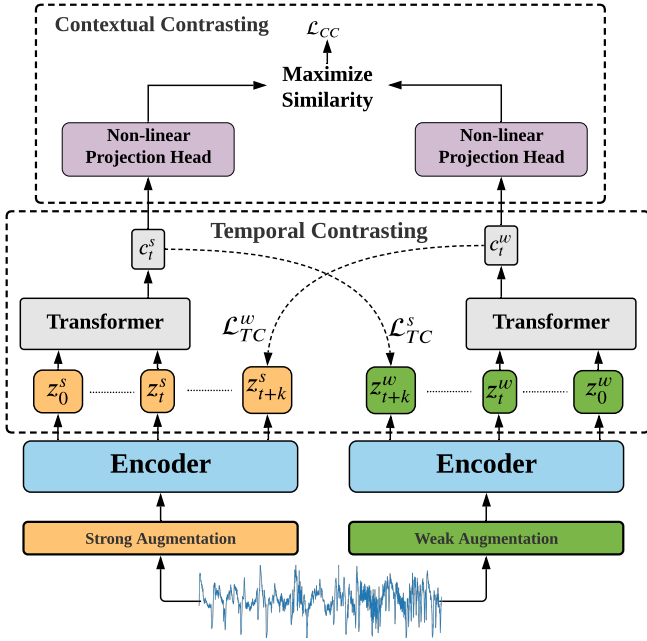 Contextual Contrasting
ℒ_CC
Maximize
Similarity
Non-linear
Projection Head
Non-linear
Projection Head
Temporal Contrasting
c_t^s
c_t^w
Transformer
Transformer
ℒ_TC^w
ℒ_TC^s
z_0^s
z_t^s
z_{t+k}^s
z_{t+k}^w
z_t^w
z_0^w
Encoder
Encoder
Strong Augmentation
Weak Augmentation